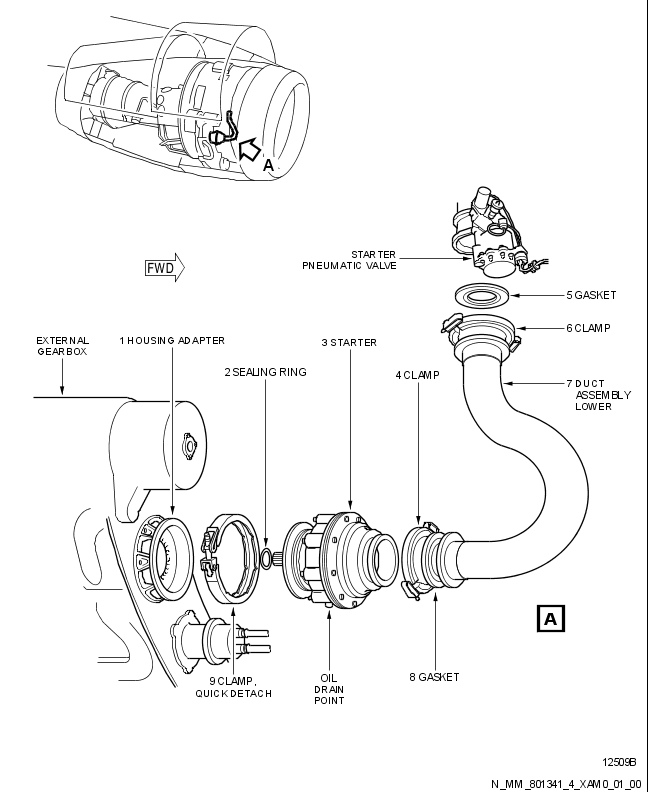 A
STARTER
PNEUMATIC VALVE
FWD
5 GASKET
6 CLAMP
EXTERNAL
GEARBOX
1 HOUSING ADAPTER
3 STARTER
2 SEALING RING
4 CLAMP
7 DUCT
ASSEMBLY
LOWER
A
9 CLAMP,
QUICK DETACH
OIL
DRAIN
POINT
8 GASKET
12509B
N_MM_801341_4_XAM0_01_00